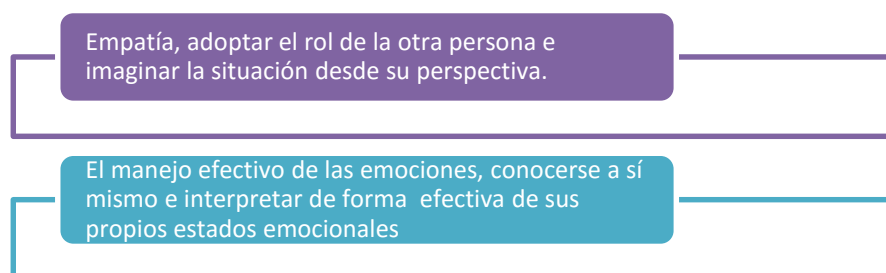 Empatía, adoptar el rol de la otra persona e
imaginar la situación desde su perspectiva.
El manejo efectivo de las emociones, conocerse a sí
mismo e interpretar de forma  efectiva de sus
propios estados emocionales